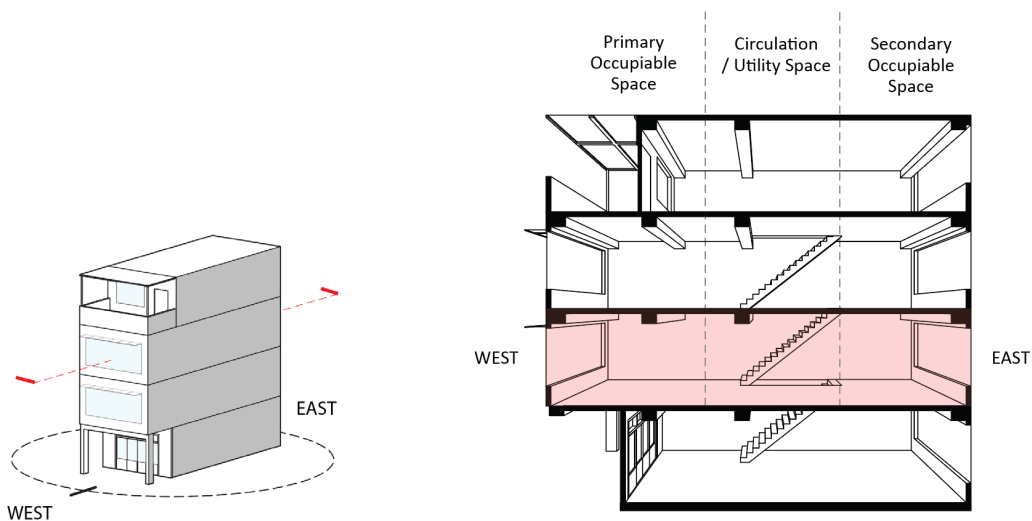 Primary
Occupiable
Space
Circulation
/ Utility Space
Secondary
Occupiable
Space
WEST
EAST
EAST
WEST